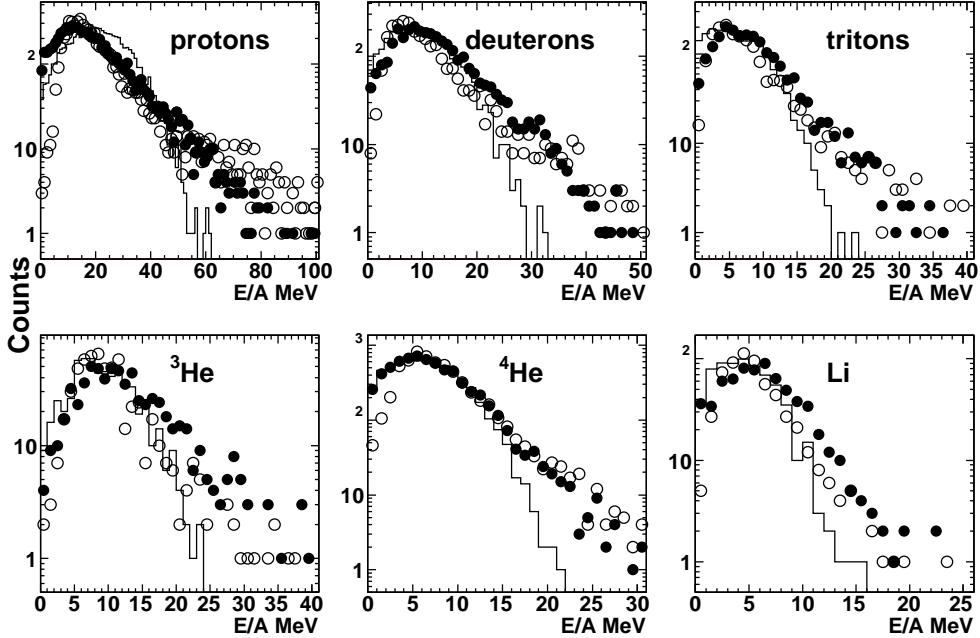 protons
deuterons
tritons
2
10
1
2
10
1
2
10
1
0 20 40 60 80 100
0 10 20 30 40 50
0 5 10 15 20 25 30 35 40
E/A MeV
E/A MeV
E/A MeV
Counts
³He
⁴He
Li
10
1
3
2
10
1
2
10
1
0 5 10 15 20 25 30 35 40
0 5 10 15 20 25 30
0 5 10 15 20 25
E/A MeV
E/A MeV
E/A MeV